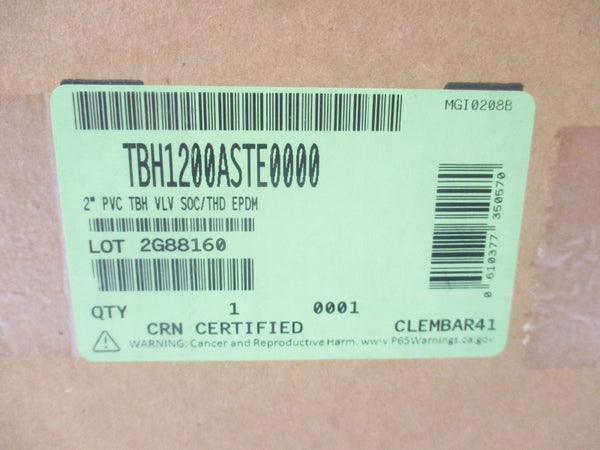 MGI0208B
TBH1200ASTE0000
2" PVC TBH VLV SOC/THD EPDM
LOT 2G88160
QTY 1 0001
CRN CERTIFIED CLEMBAR41
WARNING: Cancer and Reproductive Harm. www.P65Warnings.ca.gov
0 610377 350570